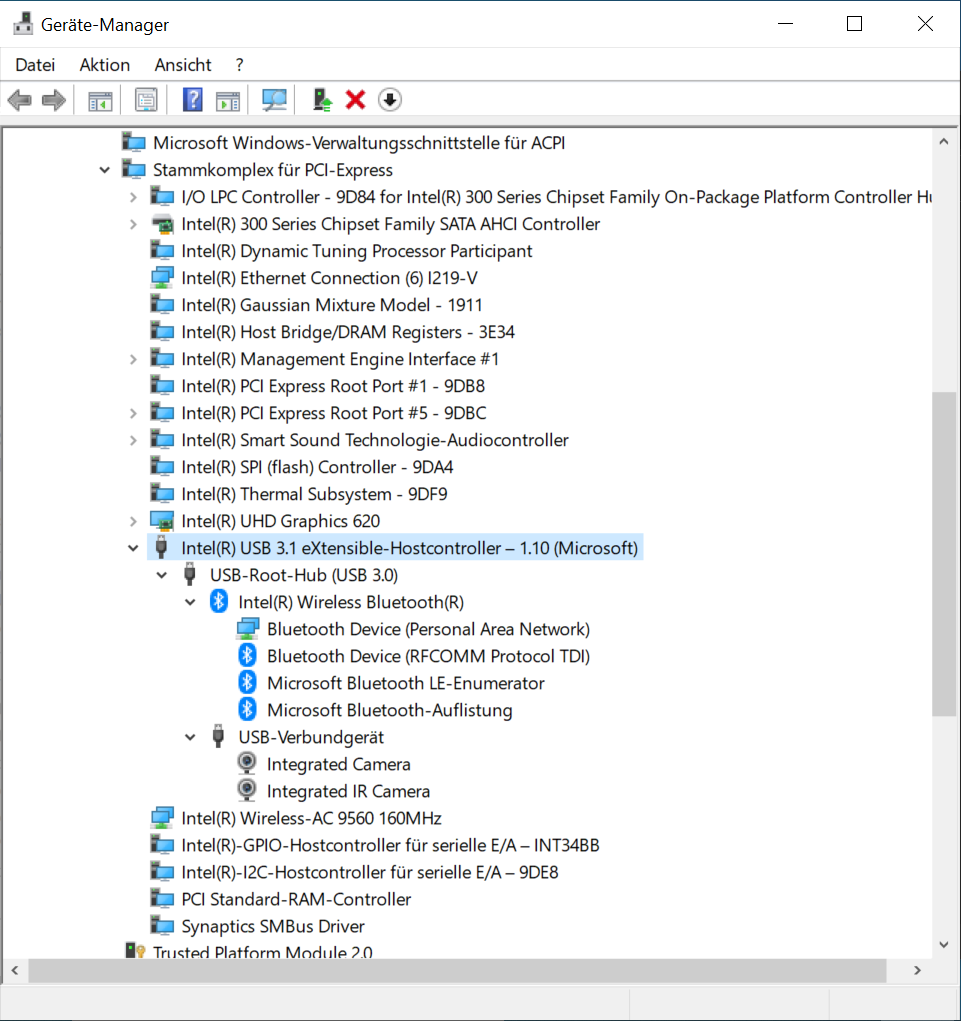 Geräte-Manager
Datei Aktion Ansicht ?
Microsoft Windows-Verwaltungsschnittstelle für ACPI
Stammkomplex für PCI-Express
I/O LPC Controller - 9D84 for Intel(R) 300 Series Chipset Family On-Package Platform Controller
Intel(R) 300 Series Chipset Family SATA AHCI Controller
Intel(R) Dynamic Tuning Processor Participant
Intel(R) Ethernet Connection (6) I219-V
Intel(R) Gaussian Mixture Model - 1911
Intel(R) Host Bridge/DRAM Registers - 3E34
Intel(R) Management Engine Interface #1
Intel(R) PCI Express Root Port #1 - 9DB8
Intel(R) PCI Express Root Port #5 - 9DBC
Intel(R) Smart Sound Technologie-Audiocontroller
Intel(R) SPI (flash) Controller - 9DA4
Intel(R) Thermal Subsystem - 9DF9
Intel(R) UHD Graphics 620
Intel(R) USB 3.1 eXtensible-Hostcontroller – 1.10 (Microsoft)
USB-Root-Hub (USB 3.0)
Intel(R) Wireless Bluetooth(R)
Bluetooth Device (Personal Area Network)
Bluetooth Device (RFCOMM Protocol TDI)
Microsoft Bluetooth LE-Enumerator
Microsoft Bluetooth-Auflistung
USB-Verbundgerät
Integrated Camera
Integrated IR Camera
Intel(R) Wireless-AC 9560 160MHz
Intel(R)-GPIO-Hostcontroller für serielle E/A – INT34BB
Intel(R)-I2C-Hostcontroller für serielle E/A – 9DE8
PCI Standard-RAM-Controller
Synaptics SMBus Driver
Trusted Platform Module 2.0